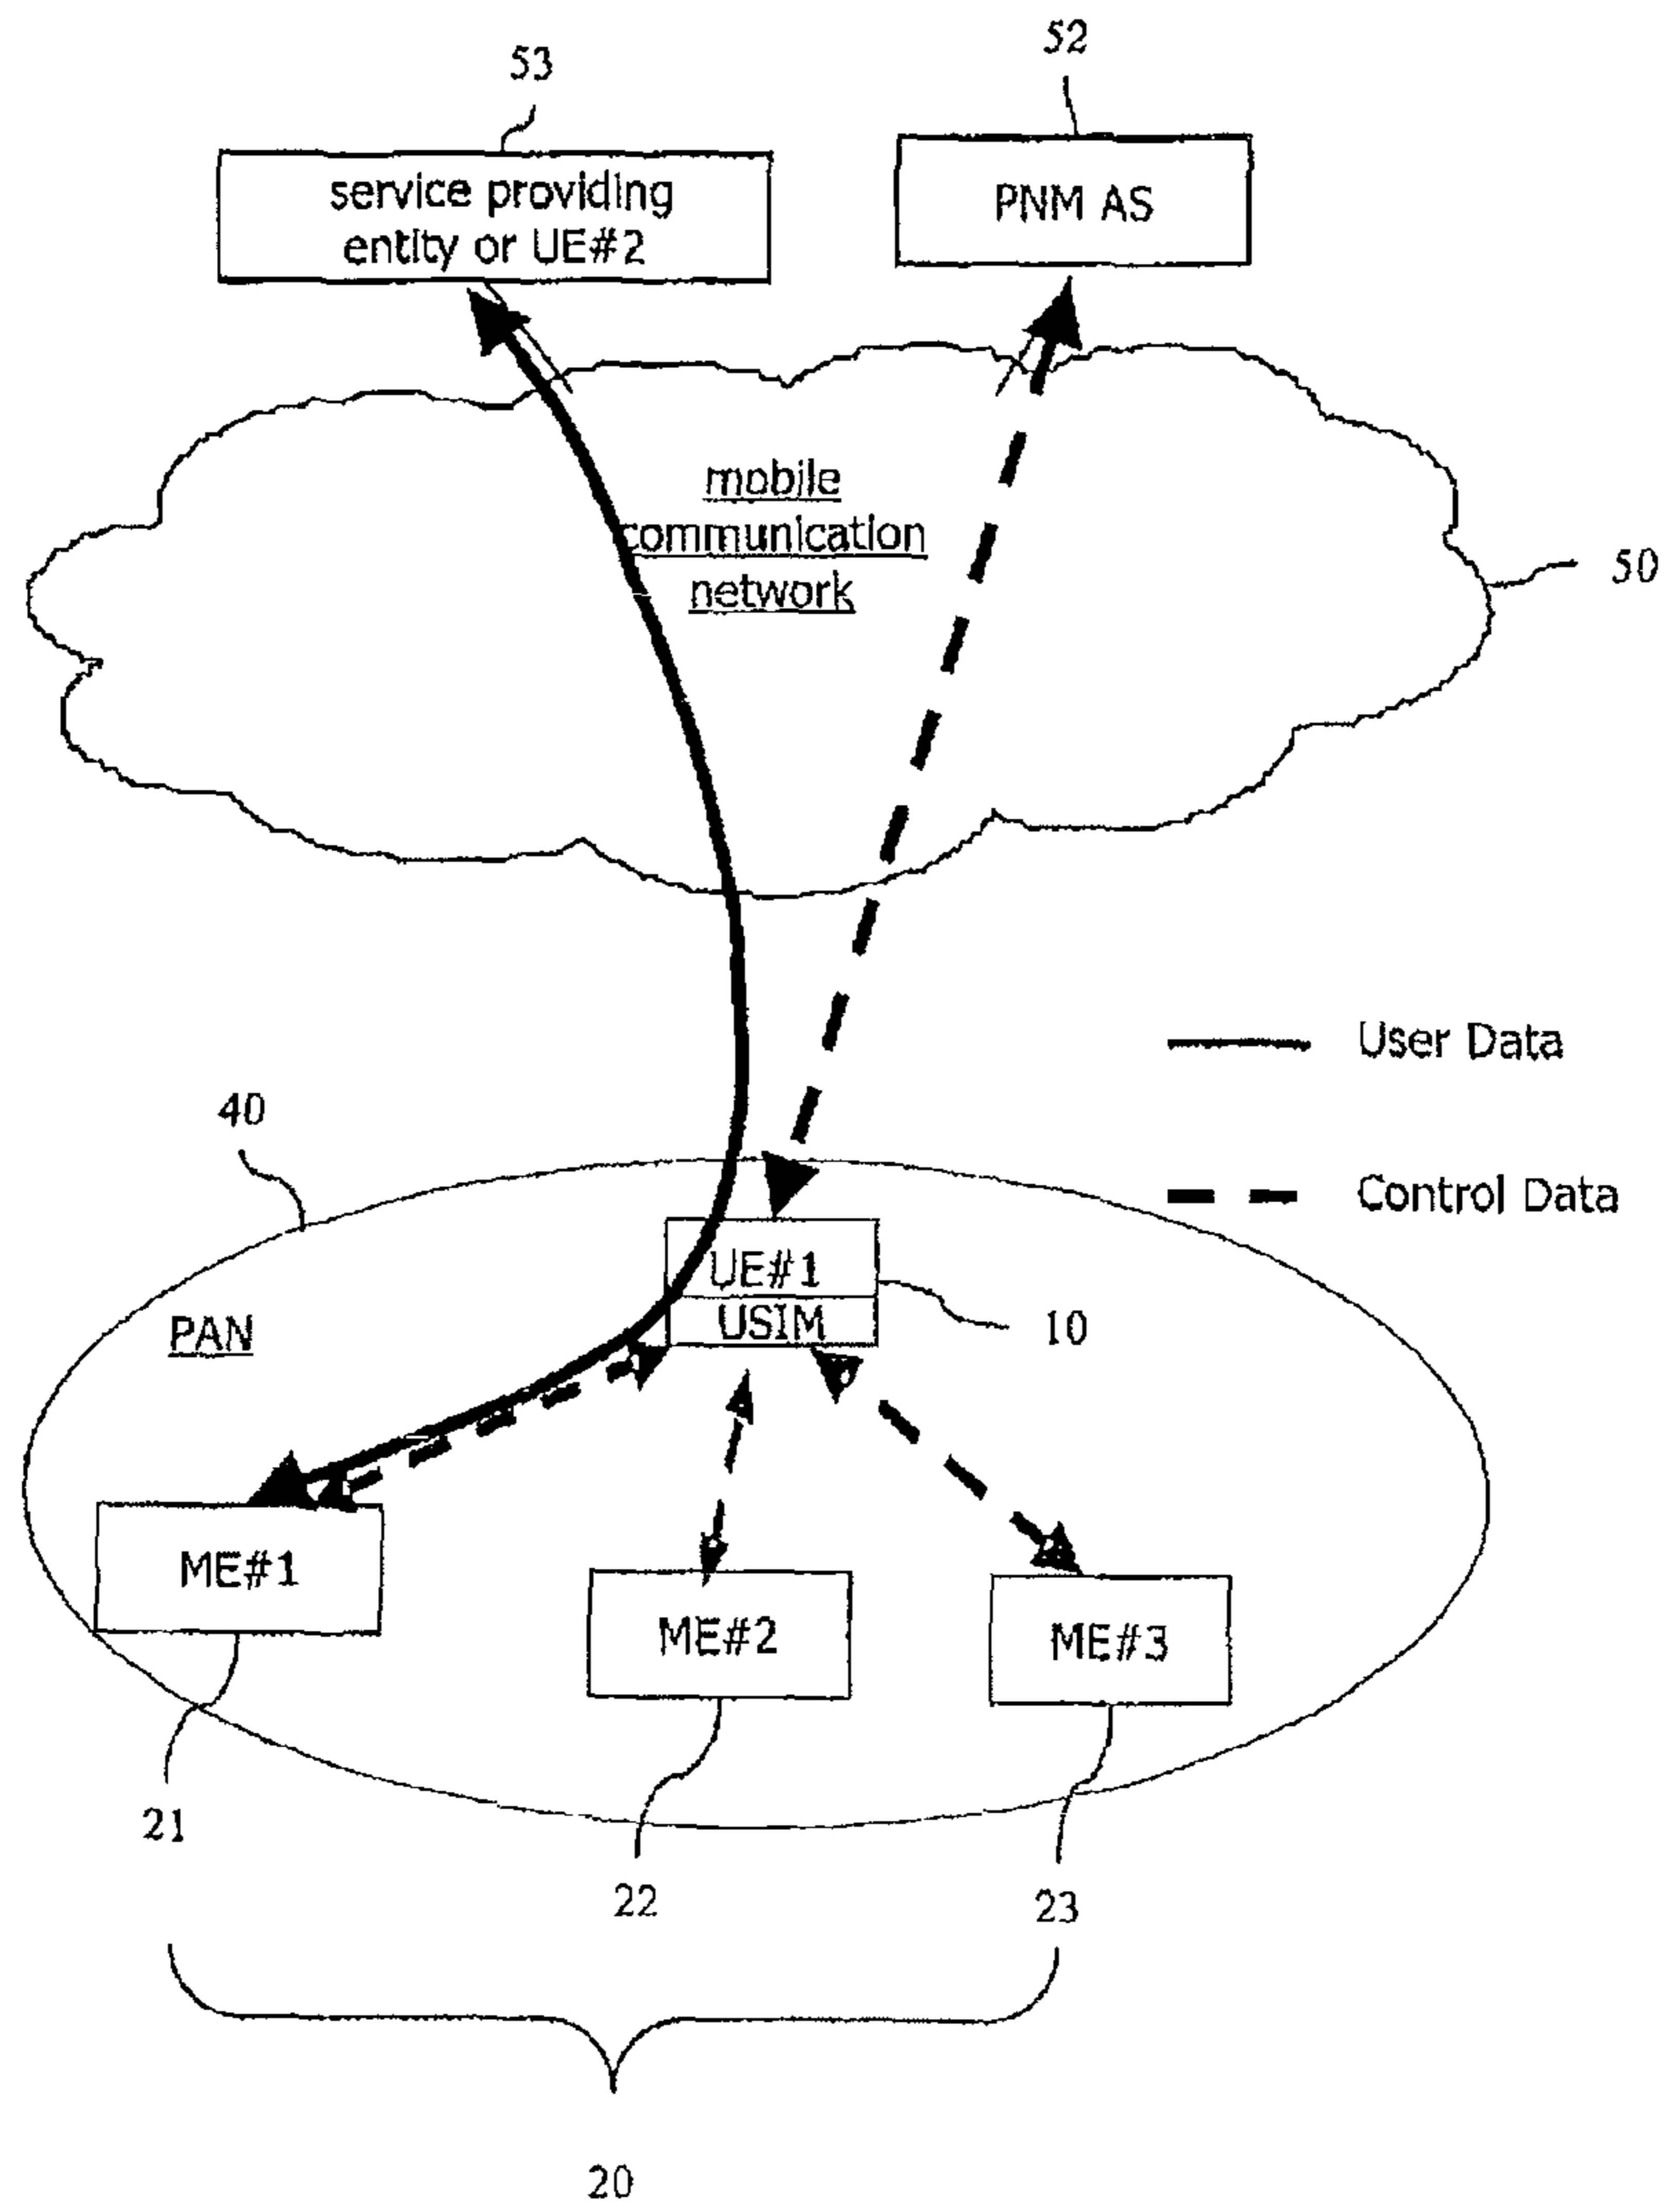 53
52
service providing
entity or UE#2
PNM AS
mobile
communication
network
50
User Data
40
Control Data
UE#1
USIM
10
PAN
ME#1
ME#2
ME#3
21
22
23
20